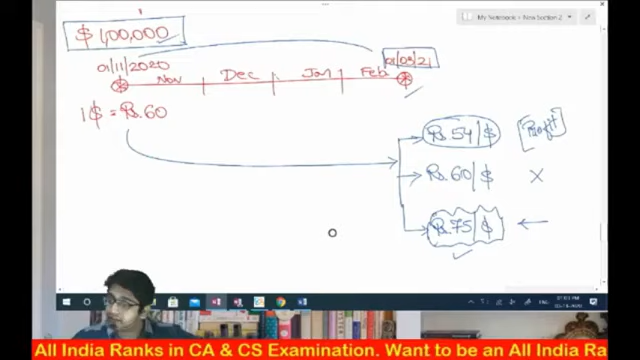 My Notebook > New Section 2
$ 1,00,000
01/11/2020
01/03/21
Nov
Dec
Jan
Feb
1$ = Rs.60
Rs.54/$
[Profit]
Rs.60/$
X
Rs.75/$
ENG
All India Ranks in CA & CS Examination. Want to be an All India Ra